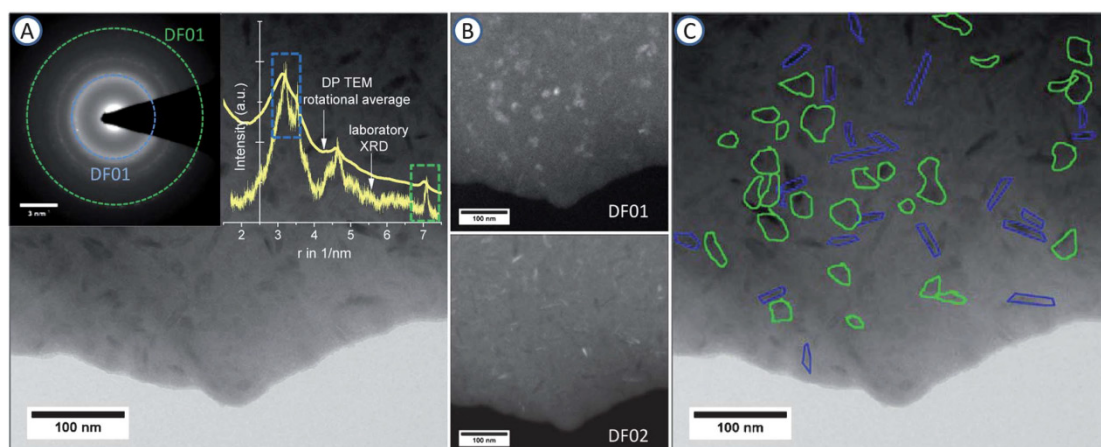 A
DF01
DF01
3 nm
Intensity (a.u.)
DP TEM
rotational average
laboratory
XRD
2 3 4 5 6 7
r in 1/nm
100 nm
B
100 nm
DF01
100 nm
DF02
C
100 nm